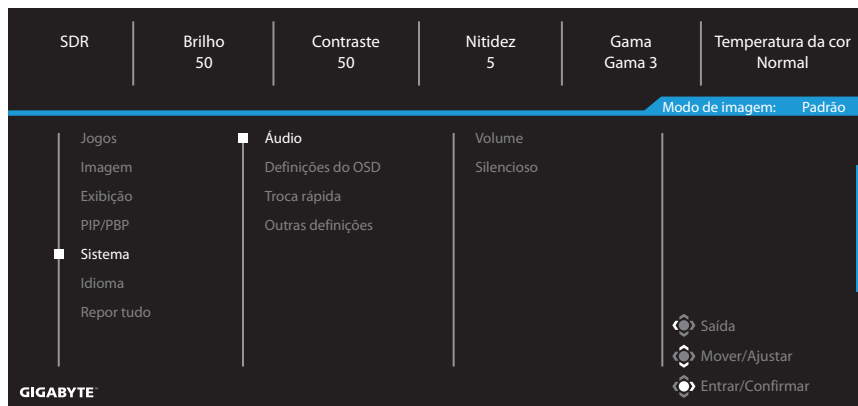 SDR
Brilho
50
Contraste
50
Nitidez
5
Gama
Gama 3
Temperatura da cor
Normal
Modo de imagem: Padrão
Jogos
Imagem
Exibição
PIP/PBP
Sistema
Idioma
Repor tudo
Áudio
Definições do OSD
Troca rápida
Outras definições
Volume
Silencioso
Saída
Mover/Ajustar
Entrar/Confirmar
GIGABYTE™